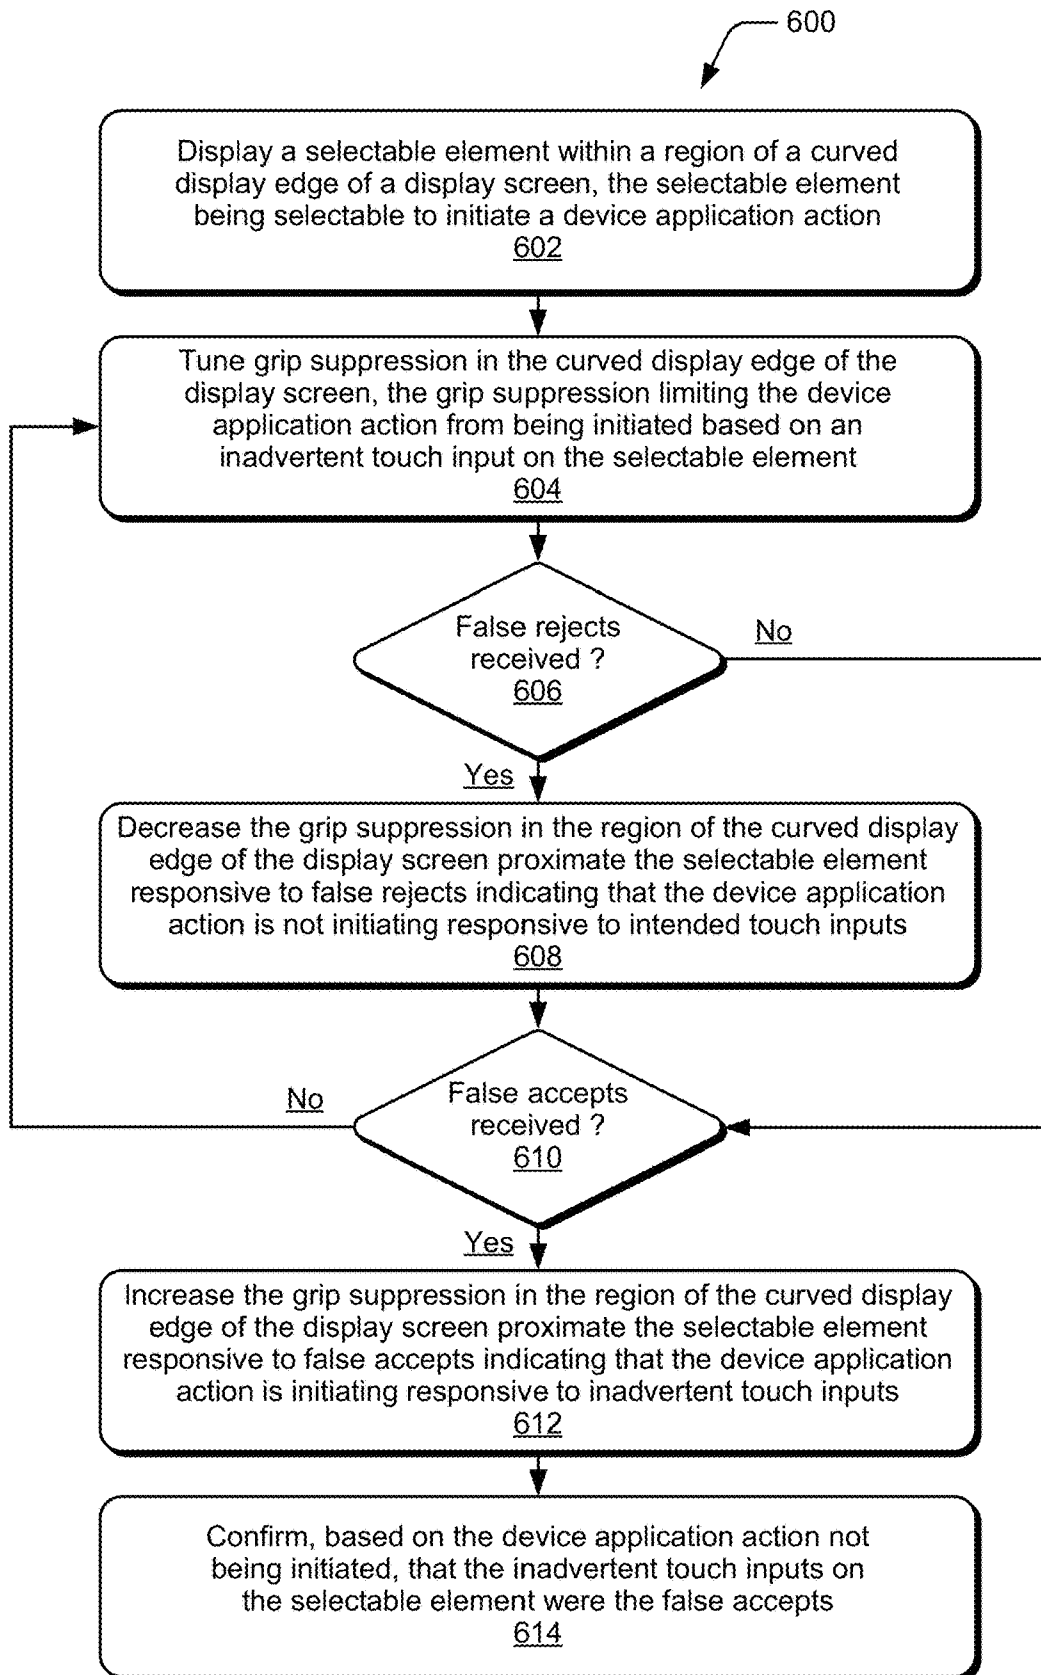 600
Display a selectable element within a region of a curved
display edge of a display screen, the selectable element
being selectable to initiate a device application action
602
Tune grip suppression in the curved display edge of the
display screen, the grip suppression limiting the device
application action from being initiated based on an
inadvertent touch input on the selectable element
604
False rejects
received ?
606
No
Yes
Decrease the grip suppression in the region of the curved display
edge of the display screen proximate the selectable element
responsive to false rejects indicating that the device application
action is not initiating responsive to intended touch inputs
608
False accepts
received ?
610
No
Yes
Increase the grip suppression in the region of the curved display
edge of the display screen proximate the selectable element
responsive to false accepts indicating that the device application
action is initiating responsive to inadvertent touch inputs
612
Confirm, based on the device application action not
being initiated, that the inadvertent touch inputs on
the selectable element were the false accepts
614